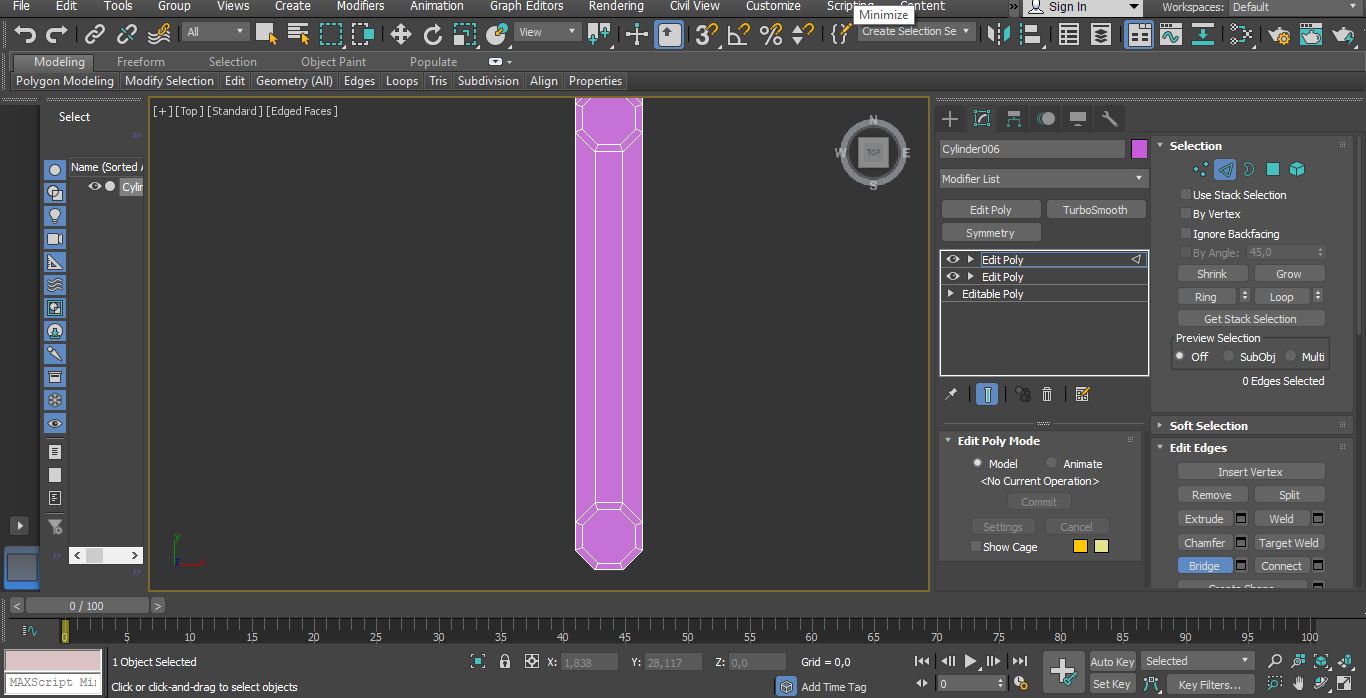 File Edit Tools Group Views Create Modifiers Animation Graph Editors Rendering Civil View Customize Scripting Content » Sign In Workspaces: Default
Minimize
All View Create Selection Se
Modeling Freeform Selection Object Paint Populate
Polygon Modeling Modify Selection Edit Geometry (All) Edges Loops Tris Subdivision Align Properties
Select
Name (Sorted A
Cylin
[+] [Top ] [Standard ] [Edged Faces ]
N
W TOP E
S
y
Cylinder006
Modifier List
Edit Poly TurboSmooth
Symmetry
Edit Poly
Edit Poly
Editable Poly
Edit Poly Mode
Model Animate
<No Current Operation>
Commit
Settings Cancel
Show Cage
Selection
Use Stack Selection
By Vertex
Ignore Backfacing
By Angle: 45,0
Shrink Grow
Ring Loop
Get Stack Selection
Preview Selection
Off SubObj Multi
0 Edges Selected
Soft Selection
Edit Edges
Insert Vertex
Remove Split
Extrude Weld
Chamfer Target Weld
Bridge Connect
< 0 / 100 >
0 5 10 15 20 25 30 35 40 45 50 55 60 65 70 75 80 85 90 95 100
1 Object Selected X: 1,838 Y: 28,117 Z: 0,0 Grid = 0,0 Auto Key Selected
MAXScript Mi Click or click-and-drag to select objects Add Time Tag 0 Set Key Key Filters...